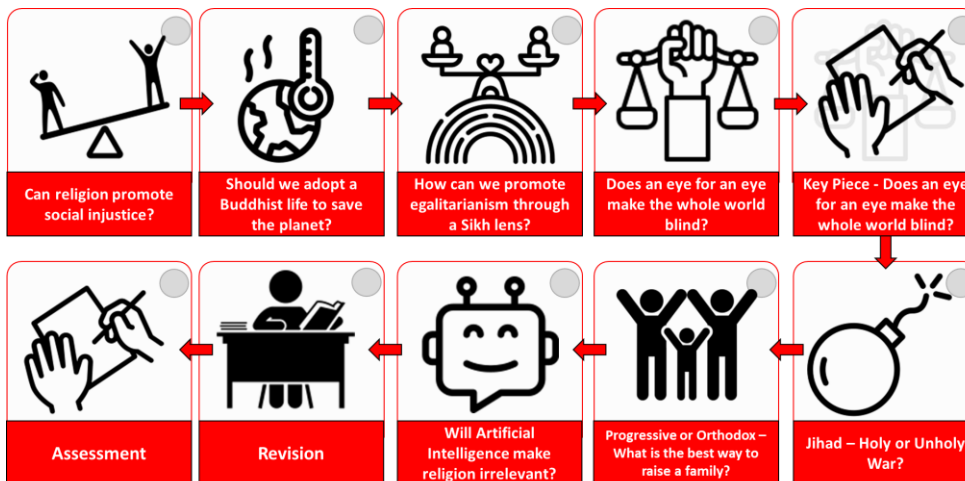 Can religion promote
social injustice?
Should we adopt a
Buddhist life to save
the planet?
How can we promote
egalitarianism through
a Sikh lens?
Does an eye for an eye
make the whole world
blind?
Key Piece - Does an eye
for an eye make the
whole world blind?
Assessment
Revision
Will Artificial
Intelligence make
religion irrelevant?
Progressive or Orthodox –
What is the best way to
raise a family?
Jihad – Holy or Unholy
War?